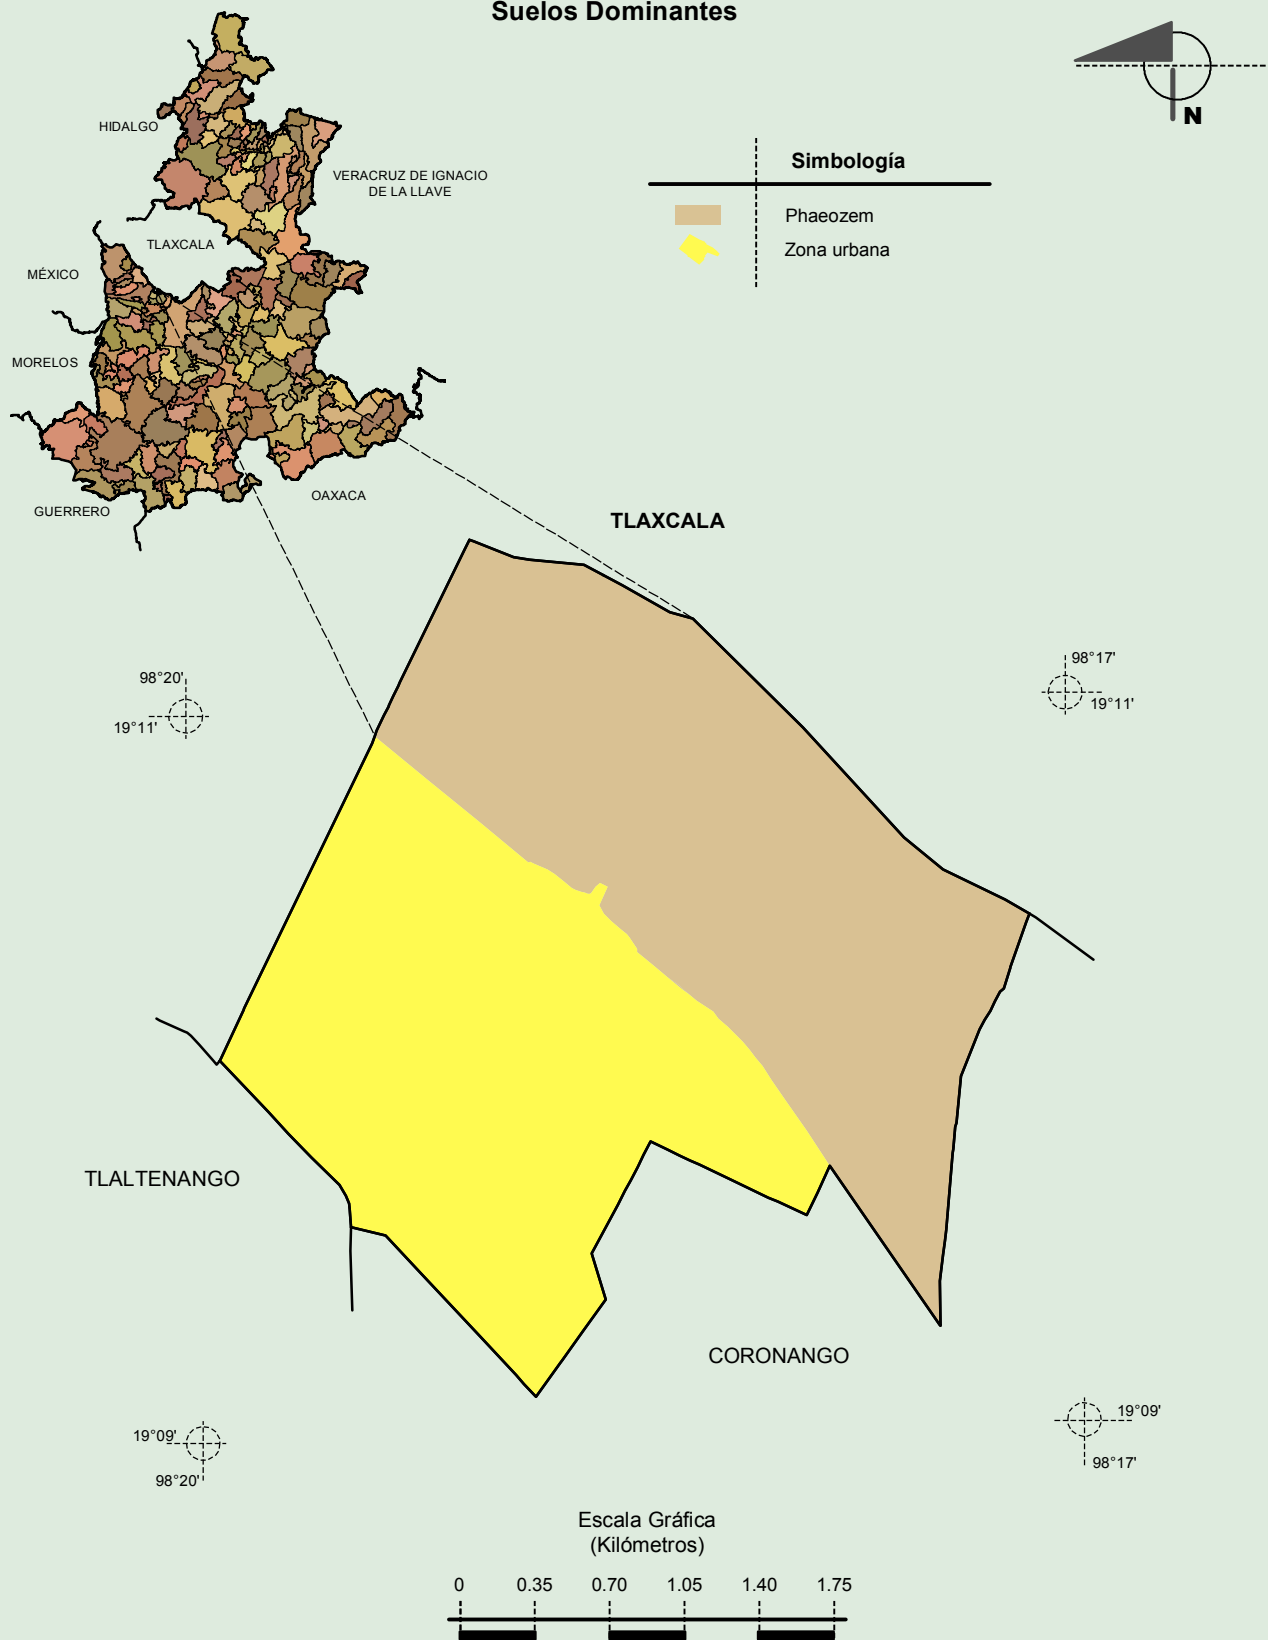 Suelos Dominantes
N
HIDALGO
VERACRUZ DE IGNACIO
DE LA LLAVE
TLAXCALA
MÉXICO
MORELOS
OAXACA
GUERRERO
Simbología
Phaeozem
Zona urbana
TLAXCALA
98°20'
19°11'
98°17'
19°11'
TLALTENANGO
CORONANGO
19°09'
98°20'
19°09'
98°17'
Escala Gráfica
(Kilómetros)
0 0.35 0.70 1.05 1.40 1.75